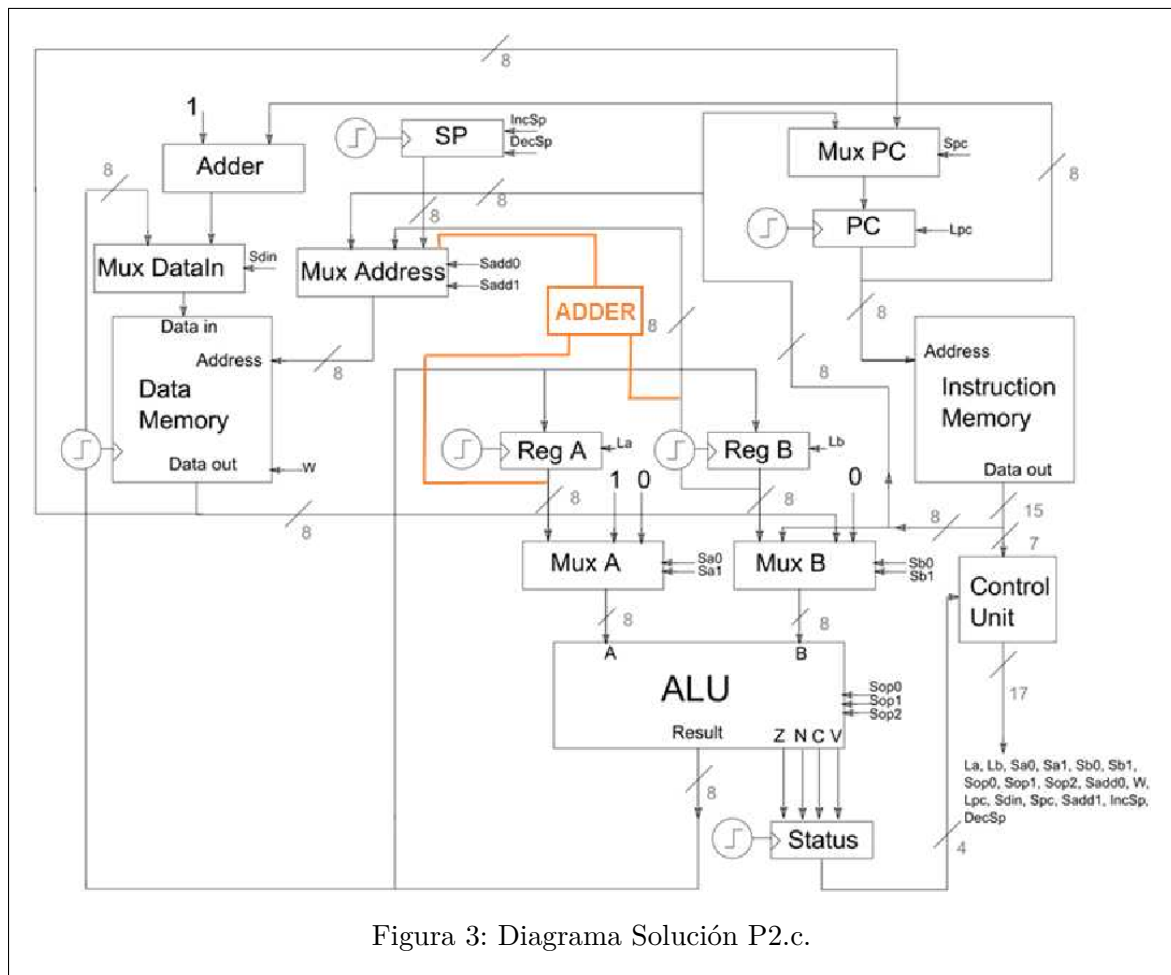 8
1
IncSp
SP
DecSp
Adder
Mux PC
Spc
8
8
8
8
PC
Lpc
Mux DataIn
Sdin
Mux Address
Sadd0
Sadd1
ADDER
8
8
Data in
Address
8
8
Data
Memory
Address
Instruction
Memory
La
Lb
Reg A
Reg B
Data out
W
Data out
1 0
0
8
8
8
8
15
7
Mux A
Sa0
Sa1
Mux B
Sb0
Sb1
Control
Unit
8
8
A
B
ALU
Sop0
Sop1
Sop2
17
Result
Z N C V
La, Lb, Sa0, Sa1, Sb0, Sb1,
Sop0, Sop1, Sop2, Sadd0, W,
Lpc, Sdin, Spc, Sadd1, IncSp,
DecSp
8
Status
4
Figura 3: Diagrama Solución P2.c.